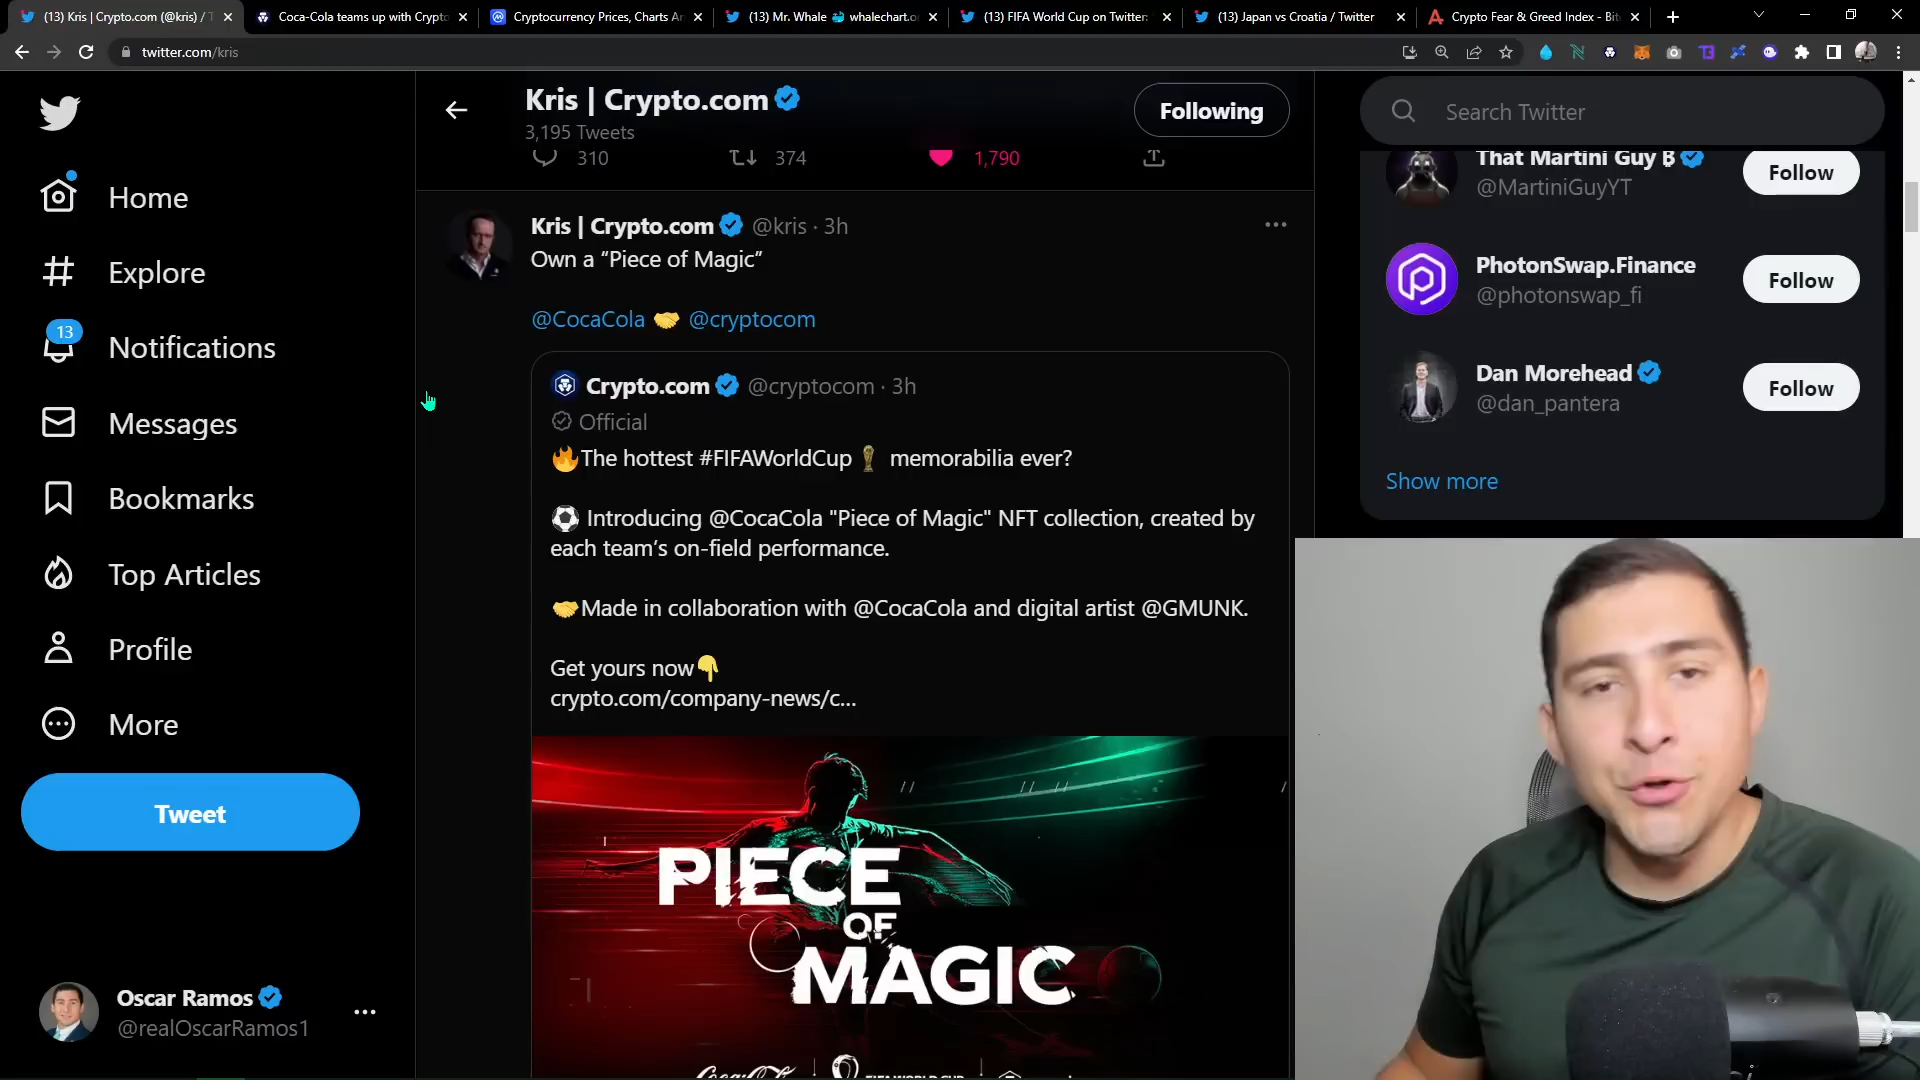 (13) Kris | Crypto.com (@kris) / T
Coca-Cola teams up with Crypto
Cryptocurrency Prices, Charts Ar
(13) Mr. Whale 🐳 whalechart.o
(13) FIFA World Cup on Twitter:
(13) Japan vs Croatia / Twitter
Crypto Fear & Greed Index - Bit
twitter.com/kris
Kris | Crypto.com
3,195 Tweets
Following
310
374
1,790
Search Twitter
Home
Explore
13
Notifications
Messages
Bookmarks
Top Articles
Profile
More
Tweet
Oscar Ramos
@realOscarRamos1
Kris | Crypto.com @kris · 3h
Own a “Piece of Magic”
@CocaCola 🤝 @cryptocom
Crypto.com @cryptocom · 3h
Official
🔥The hottest #FIFAWorldCup🏆 memorabilia ever?
⚽ Introducing @CocaCola "Piece of Magic" NFT collection, created by
each team’s on-field performance.
🤝Made in collaboration with @CocaCola and digital artist @GMUNK.
Get yours now👇
crypto.com/company-news/c...
PIECE
OF
MAGIC
Coca-Cola
FIFA WORLD CUP
That Martini Guy ₿
@MartiniGuyYT
Follow
PhotonSwap.Finance
@photonswap_fi
Follow
Dan Morehead
@dan_pantera
Follow
Show more